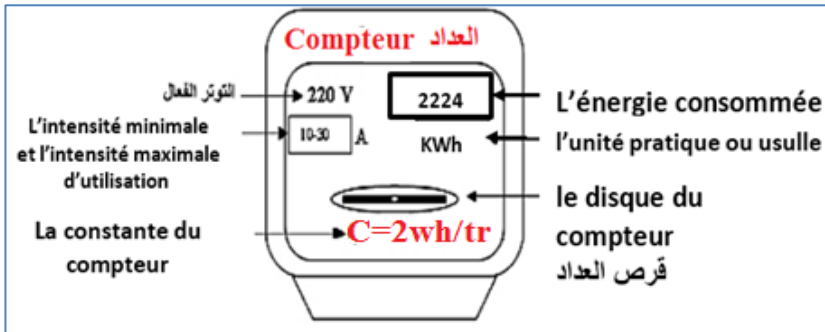 Compteur العداد
التوتر الفعال
220 V
2224
L'énergie consommée
L'intensité minimale
et l'intensité maximale
d'utilisation
10-30 A
KWh
l'unité pratique ou usulle
le disque du
compteur
قرص العداد
La constante du
compteur
C=2wh/tr